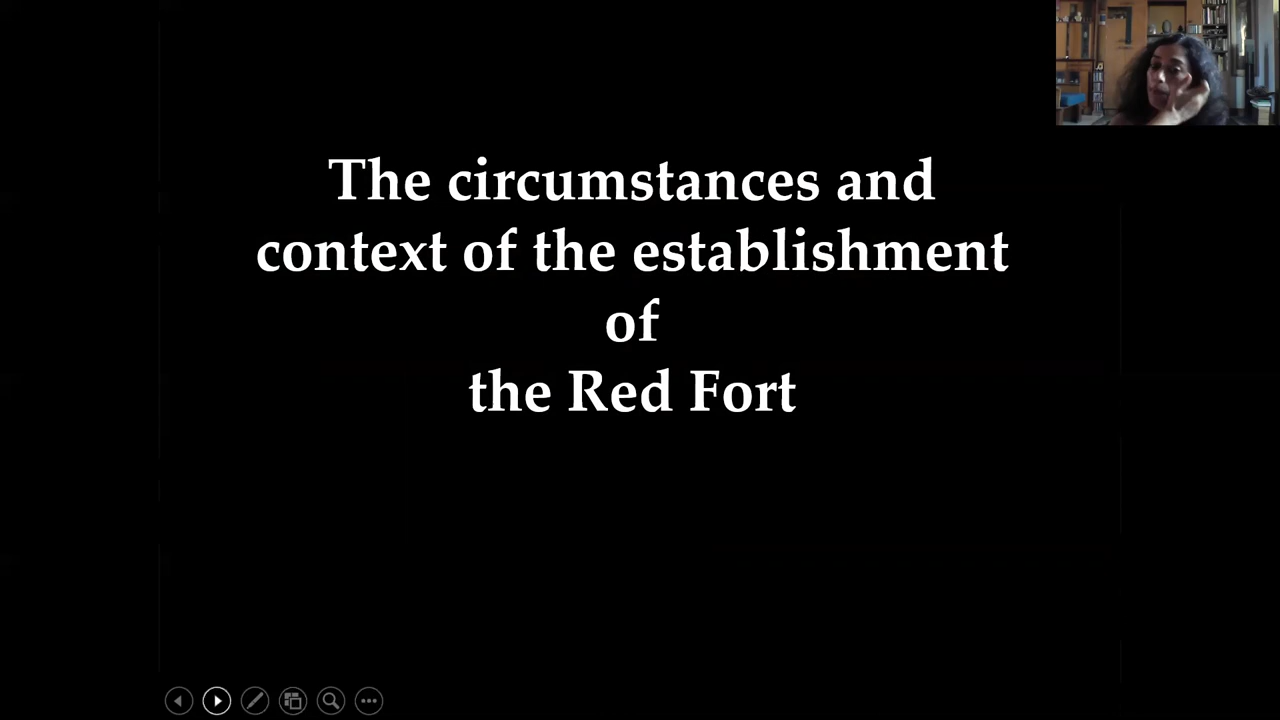 The circumstances and
context of the establishment
of
the Red Fort